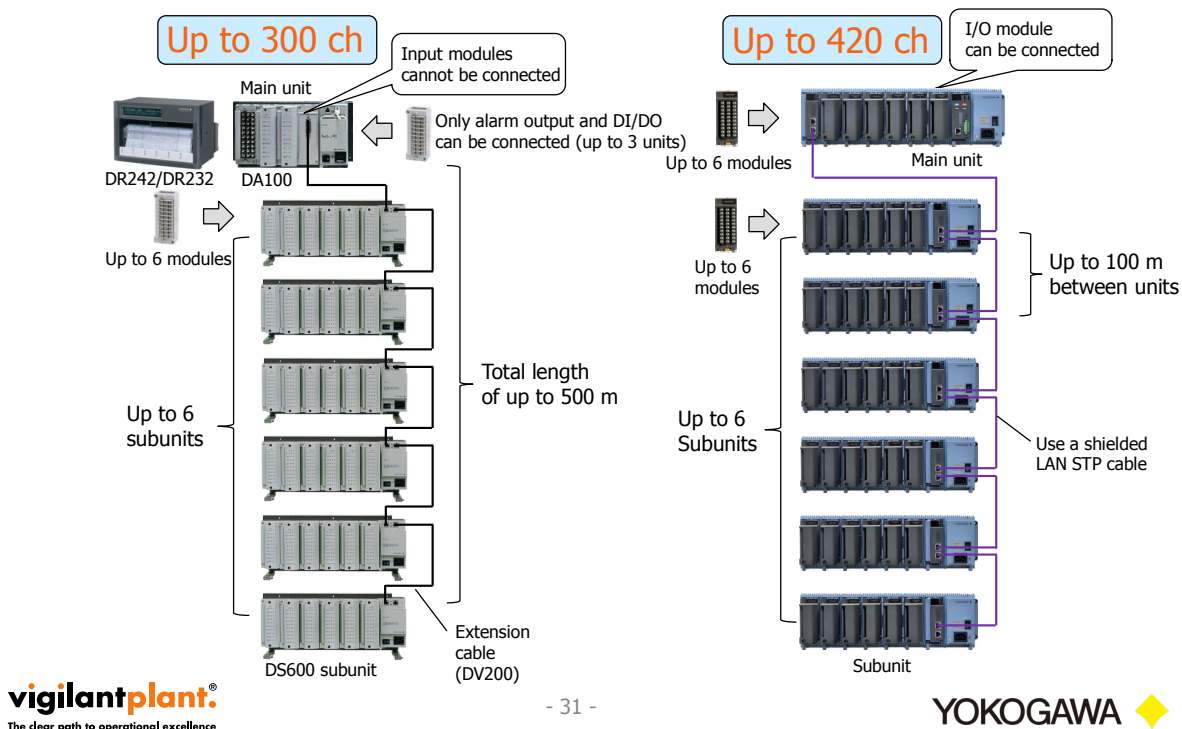 Up to 300 ch
Input modules
cannot be connected
Main unit
Only alarm output and DI/DO
can be connected (up to 3 units)
DR242/DR232
DA100
Up to 6 modules
Up to 6
subunits
Total length
of up to 500 m
Extension
cable
(DV200)
DS600 subunit
Up to 420 ch
I/O module
can be connected
Up to 6 modules
Main unit
Up to 6
modules
Up to 100 m
between units
Up to 6
Subunits
Use a shielded
LAN STP cable
Subunit
vigilantplant.®
The clear path to operational excellence
- 31 -
YOKOGAWA